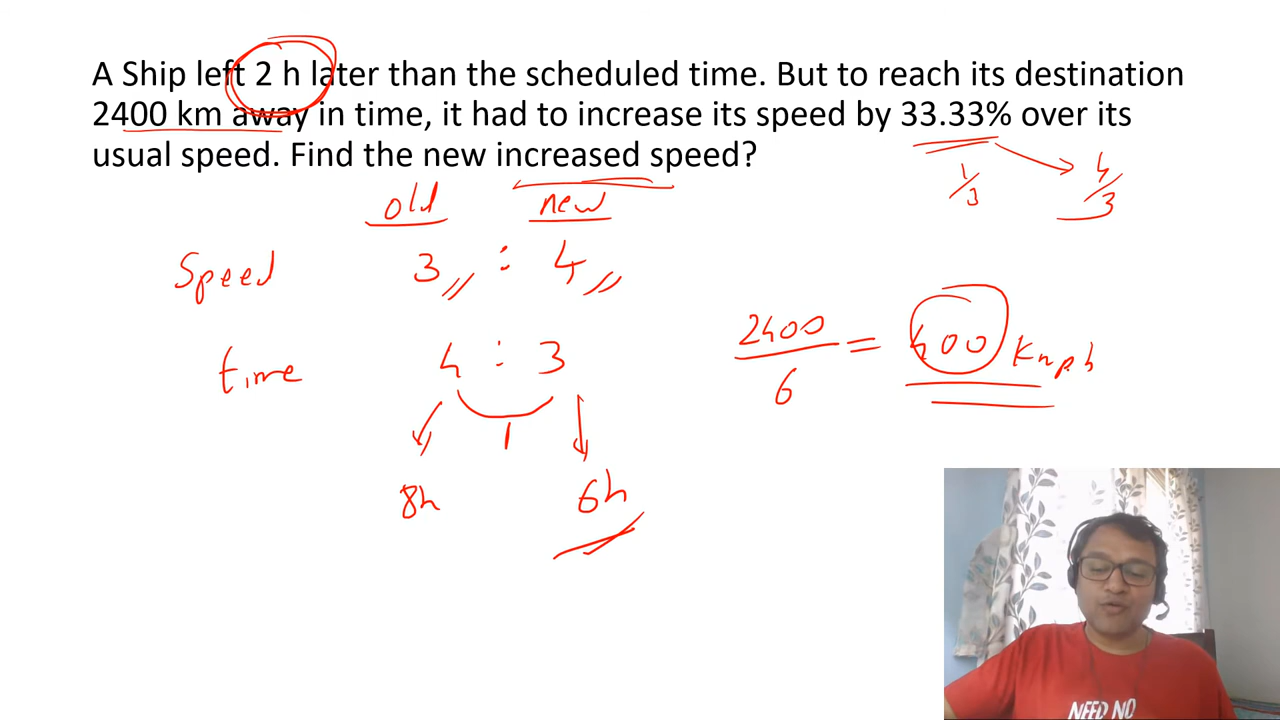 A Ship left 2 h later than the scheduled time. But to reach its destination
2400 km away in time, it had to increase its speed by 33.33% over its
usual speed. Find the new increased speed?
1/3 4/3
old new
Speed 3 : 4
time 4 : 3
1
8h 6h
2400/6 = 400 Kmph
NEED NO